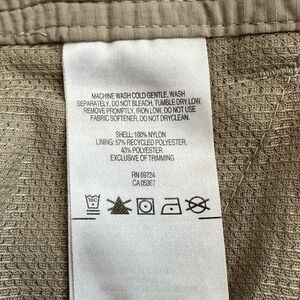 MACHINE WASH COLD GENTLE, WASH
SEPARATELY, DO NOT BLEACH, TUMBLE DRY LOW,
REMOVE PROMPTLY, IRON LOW, DO NOT USE
FABRIC SOFTENER, DO NOT DRYCLEAN.
SHELL: 100% NYLON
LINING: 57% RECYCLED POLYESTER,
43% POLYESTER
EXCLUSIVE OF TRIMMING
RN 69724
CA 05367